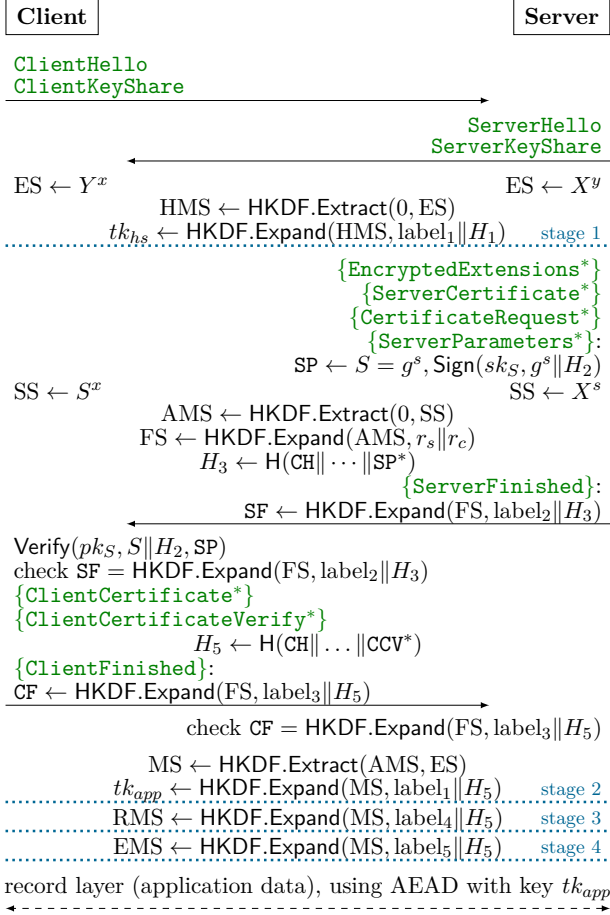 Client Server
ClientHello
ClientKeyShare
ServerHello
ServerKeyShare
ES ← Y^x ES ← X^y
HMS ← HKDF.Extract(0, ES)
tk_hs ← HKDF.Expand(HMS, label_1‖H_1) stage 1
{EncryptedExtensions*}
{ServerCertificate*}
{CertificateRequest*}
{ServerParameters*}:
SP ← S = g^s, Sign(sk_S, g^s‖H_2)
SS ← S^x SS ← X^s
AMS ← HKDF.Extract(0, SS)
FS ← HKDF.Expand(AMS, r_s‖r_c)
H_3 ← H(CH‖ ⋯ ‖SP*)
{ServerFinished}:
SF ← HKDF.Expand(FS, label_2‖H_3)
Verify(pk_S, S‖H_2, SP)
check SF = HKDF.Expand(FS, label_2‖H_3)
{ClientCertificate*}
{ClientCertificateVerify*}
H_5 ← H(CH‖ … ‖CCV*)
{ClientFinished}:
CF ← HKDF.Expand(FS, label_3‖H_5)
check CF = HKDF.Expand(FS, label_3‖H_5)
MS ← HKDF.Extract(AMS, ES)
tk_app ← HKDF.Expand(MS, label_1‖H_5) stage 2
RMS ← HKDF.Expand(MS, label_4‖H_5) stage 3
EMS ← HKDF.Expand(MS, label_5‖H_5) stage 4
record layer (application data), using AEAD with key tk_app